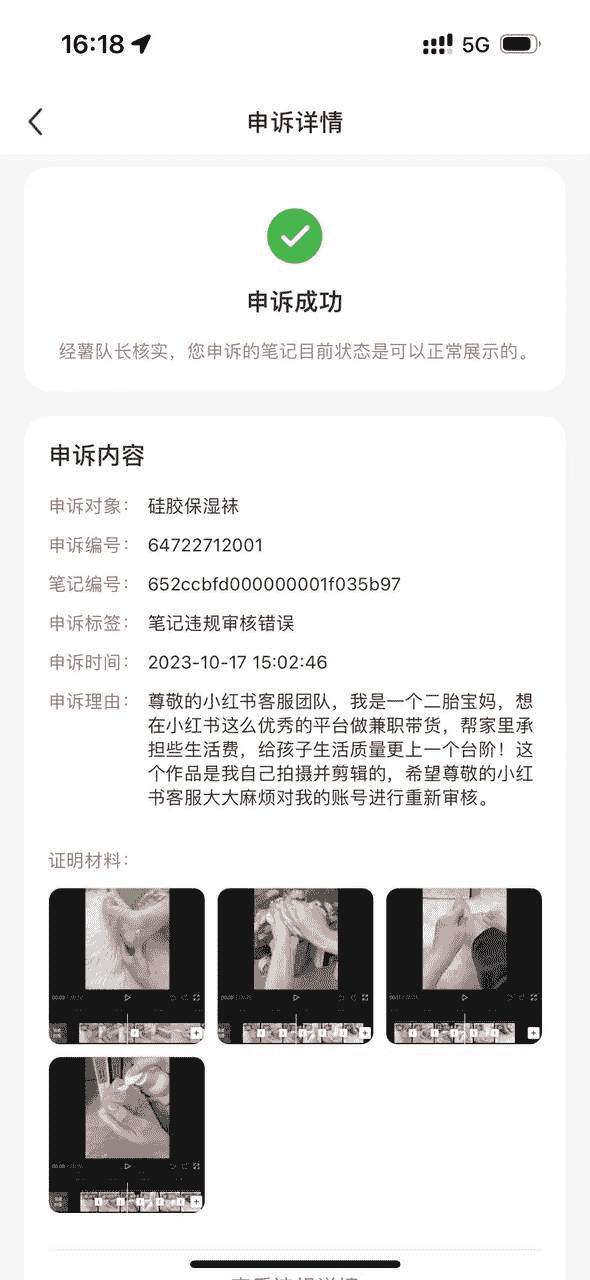 16:18
5G
申诉详情
申诉成功
经薯队长核实，您申诉的笔记目前状态是可以正常展示的。
申诉内容
申诉对象： 硅胶保湿袜
申诉编号： 64722712001
笔记编号： 652ccbfd000000001f035b97
申诉标签： 笔记违规审核错误
申诉时间： 2023-10-17 15:02:46
申诉理由： 尊敬的小红书客服团队，我是一个二胎宝妈，想
在小红书这么优秀的平台做兼职带货，帮家里承
担些生活费，给孩子生活质量更上一个台阶！这
个作品是我自己拍摄并剪辑的，希望尊敬的小红
书客服大大麻烦对我的账号进行重新审核。
证明材料：